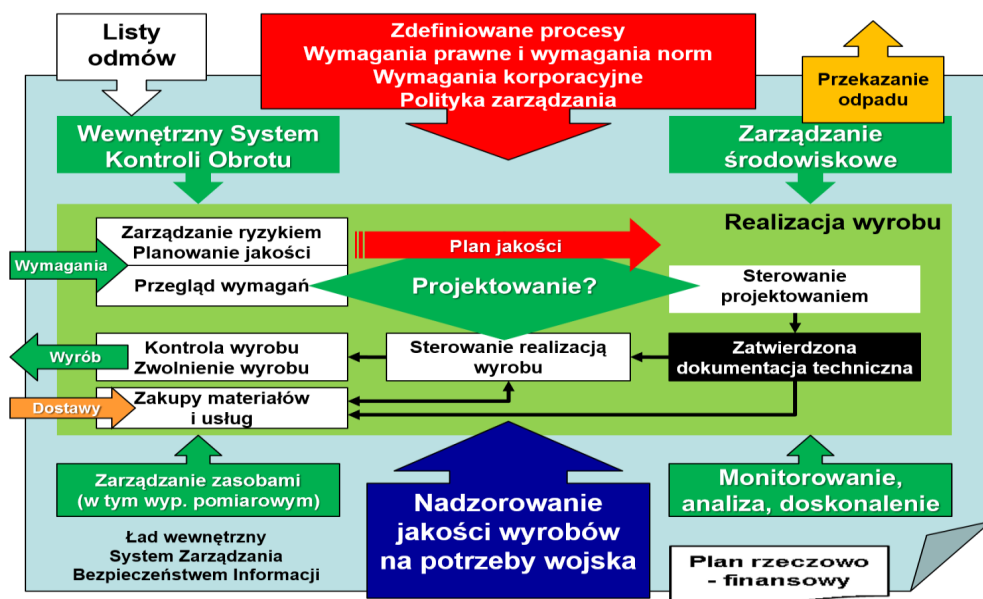 Listy
odmów
Zdefiniowane procesy
Wymagania prawne i wymagania norm
Wymagania korporacyjne
Polityka zarządzania
Przekazanie
odpadu
Wewnętrzny System
Kontroli Obrotu
Zarządzanie
środowiskowe
Realizacja wyrobu
Wymagania
Zarządzanie ryzykiem
Planowanie jakości
Przegląd wymagań
Plan jakości
Projektowanie?
Sterowanie
projektowaniem
Wyrób
Kontrola wyrobu
Zwolnienie wyrobu
Sterowanie realizacją
wyrobu
Zatwierdzona
dokumentacja techniczna
Dostawy
Zakupy materiałów
i usług
Zarządzanie zasobami
(w tym wyp. pomiarowym)
Nadzorowanie
jakości wyrobów
na potrzeby wojska
Monitorowanie,
analiza, doskonalenie
Ład wewnętrzny
System Zarządzania
Bezpieczeństwem Informacji
Plan rzeczowo
- finansowy